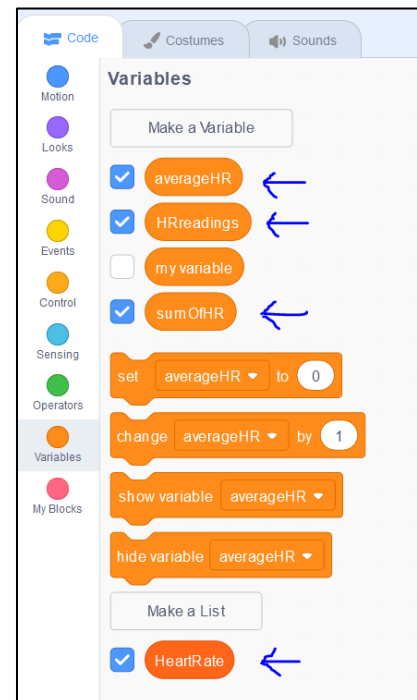 Code Costumes Sounds
Variables
Motion
Make a Variable
Looks
averageHR
Sound
HRreadings
Events
my variable
Control
sumOfHR
Sensing
set averageHR to 0
Operators
change averageHR by 1
Variables
show variable averageHR
My Blocks
hide variable averageHR
Make a List
HeartRate